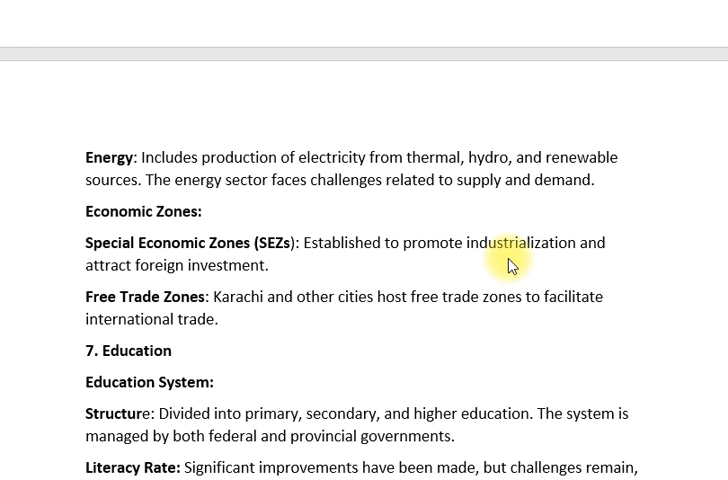 Energy: Includes production of electricity from thermal, hydro, and renewable
sources. The energy sector faces challenges related to supply and demand.
Economic Zones:
Special Economic Zones (SEZs): Established to promote industrialization and
attract foreign investment.
Free Trade Zones: Karachi and other cities host free trade zones to facilitate
international trade.
7. Education
Education System:
Structure: Divided into primary, secondary, and higher education. The system is
managed by both federal and provincial governments.
Literacy Rate: Significant improvements have been made, but challenges remain,